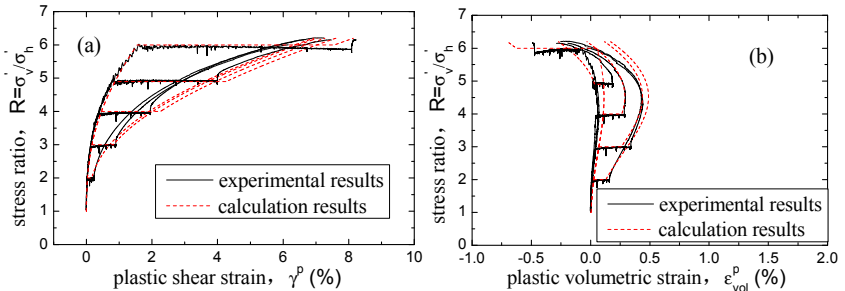 (a)
7
6
5
4
3
2
1
0
stress ratio, R=σ'v/σ'h
experimental results
calculation results
0 2 4 6 8 10
plastic shear strain, γᵖ (%)
(b)
7
6
5
4
3
2
1
0
stress ratio, R=σ'v/σ'h
experimental results
calculation results
-1.0 -0.5 0.0 0.5 1.0 1.5 2.0
plastic volumetric strain, εᵖvol (%)